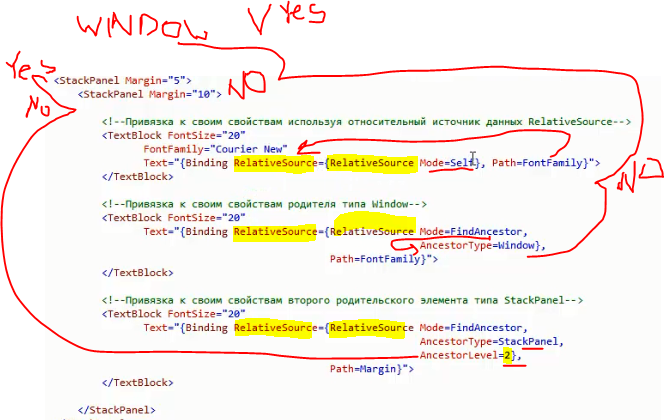 WINDOW V Yes
Yes
<StackPanel Margin="5">
NO
<StackPanel Margin="10">
NO
<!--Привязка к своим свойствам используя относительный источник данных RelativeSource-->
<TextBlock FontSize="20"
FontFamily="Courier New"
Text="{Binding RelativeSource={RelativeSource Mode=Self}, Path=FontFamily}">
</TextBlock>
NO
<!--Привязка к своим свойствам родителя типа Window-->
<TextBlock FontSize="20"
Text="{Binding RelativeSource={RelativeSource Mode=FindAncestor,
AncestorType=Window},
Path=FontFamily}">
</TextBlock>
<!--Привязка к своим свойствам второго родительского элемента типа StackPanel-->
<TextBlock FontSize="20"
Text="{Binding RelativeSource={RelativeSource Mode=FindAncestor,
AncestorType=StackPanel,
AncestorLevel=2},
Path=Margin}">
</TextBlock>
</StackPanel>